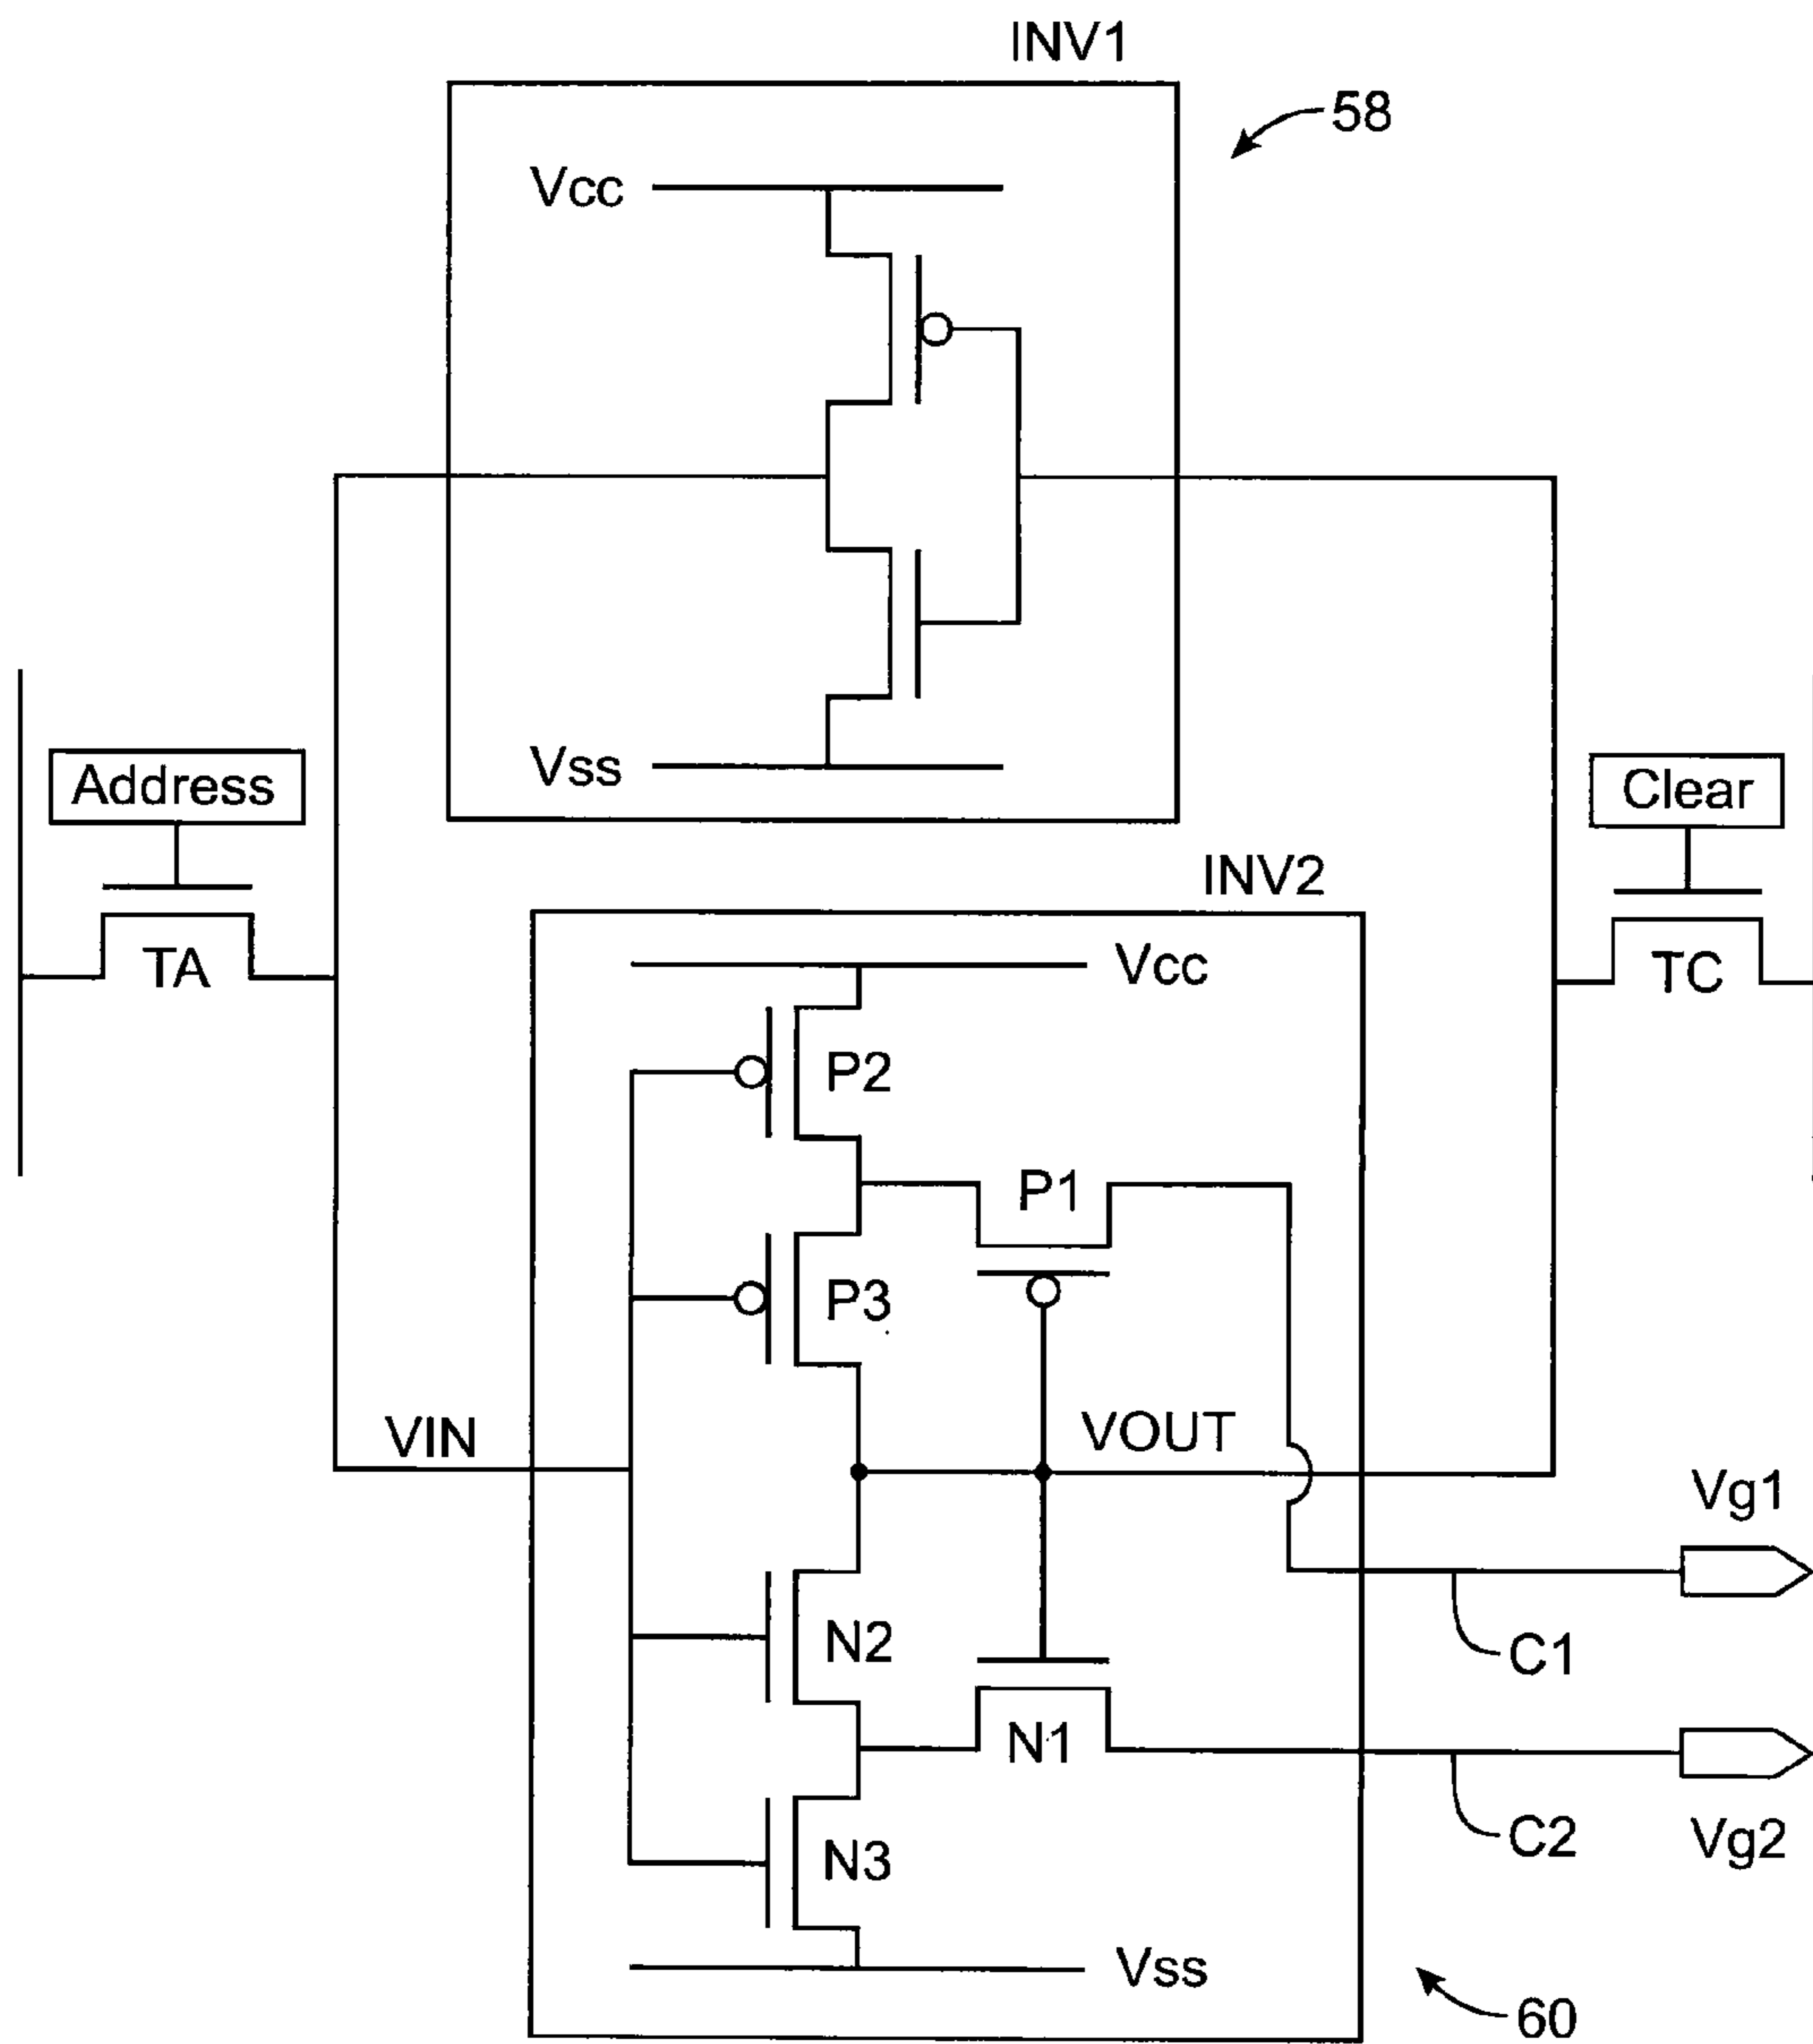 INV1
58
Vcc
Vss
Address
Clear
TA
TC
INV2
Vcc
P2
P1
P3
VIN
VOUT
Vg1
N2
C1
N1
N3
C2
Vg2
Vss
60